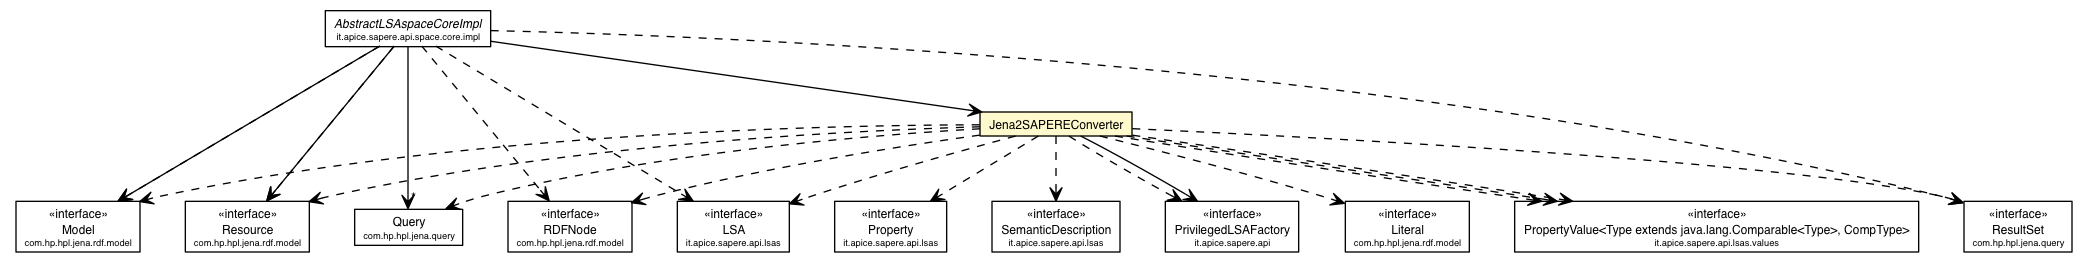 AbstractLSAspaceCoreImpl
it.apice.sapere.api.space.core.impl
Jena2SAPEREConverter
«interface»
Model
com.hp.hpl.jena.rdf.model
«interface»
Resource
com.hp.hpl.jena.rdf.model
Query
com.hp.hpl.jena.query
«interface»
RDFNode
com.hp.hpl.jena.rdf.model
«interface»
LSA
it.apice.sapere.api.lsas
«interface»
Property
it.apice.sapere.api.lsas
«interface»
SemanticDescription
it.apice.sapere.api.lsas
«interface»
PrivilegedLSAFactory
it.apice.sapere.api
«interface»
Literal
com.hp.hpl.jena.rdf.model
«interface»
PropertyValue<Type extends java.lang.Comparable<Type>, CompType>
it.apice.sapere.api.lsas.values
«interface»
ResultSet
com.hp.hpl.jena.query